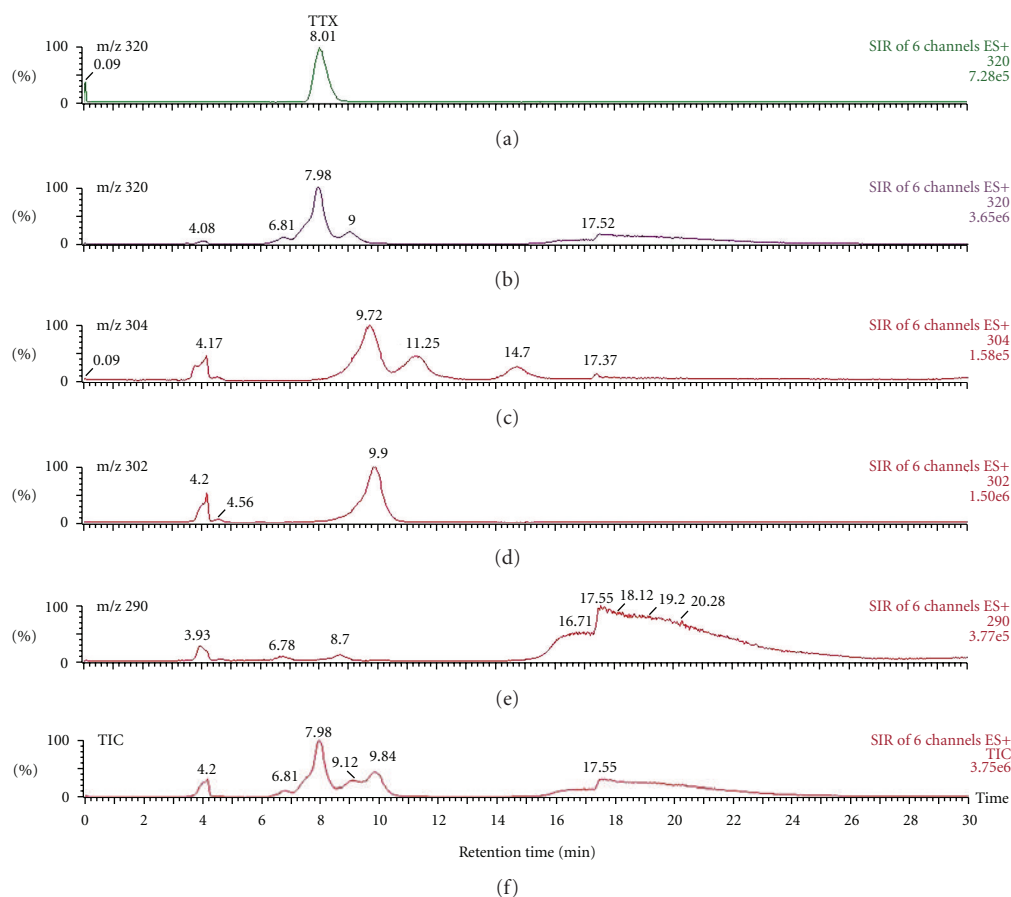 TTX
8.01
100
m/z 320
0.09
(%)
0
SIR of 6 channels ES+
320
7.28e5
(a)
100
m/z 320
4.08
6.81
7.98
9
17.52
(%)
0
SIR of 6 channels ES+
320
3.65e6
(b)
100
m/z 304
0.09
4.17
9.72
11.25
14.7
17.37
(%)
0
SIR of 6 channels ES+
304
1.58e5
(c)
100
m/z 302
4.2
4.56
9.9
(%)
0
SIR of 6 channels ES+
302
1.50e6
(d)
100
m/z 290
3.93
6.78
8.7
16.71
17.55
18.12
19.2
20.28
(%)
0
SIR of 6 channels ES+
290
3.77e5
(e)
100
TIC
4.2
6.81
7.98
9.12
9.84
17.55
(%)
0
SIR of 6 channels ES+
TIC
3.75e6
Time
0 2 4 6 8 10 12 14 16 18 20 22 24 26 28 30
Retention time (min)
(f)